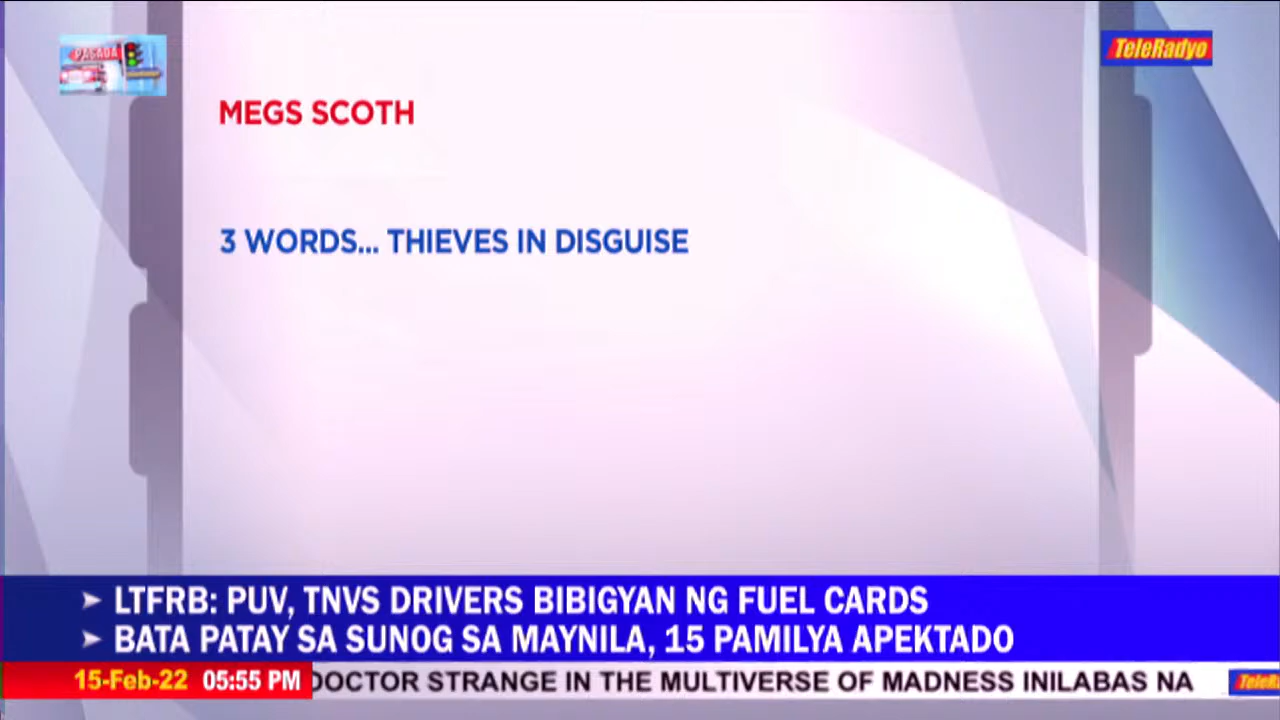 PASADA
TeleRadyo
MEGS SCOTH
3 WORDS... THIEVES IN DISGUISE
LTFRB: PUV, TNVS DRIVERS BIBIGYAN NG FUEL CARDS
BATA PATAY SA SUNOG SA MAYNILA, 15 PAMILYA APEKTADO
15-Feb-22 05:55 PM DOCTOR STRANGE IN THE MULTIVERSE OF MADNESS INILABAS NA